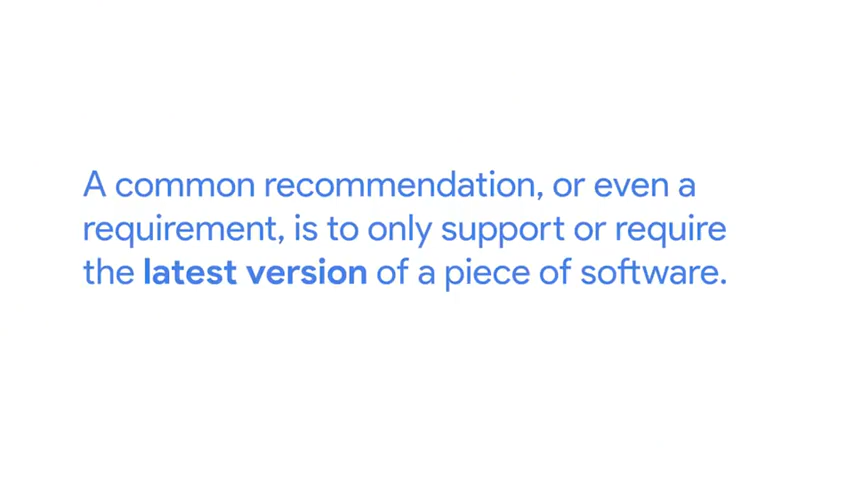 A common recommendation, or even a
requirement, is to only support or require
the latest version of a piece of software.